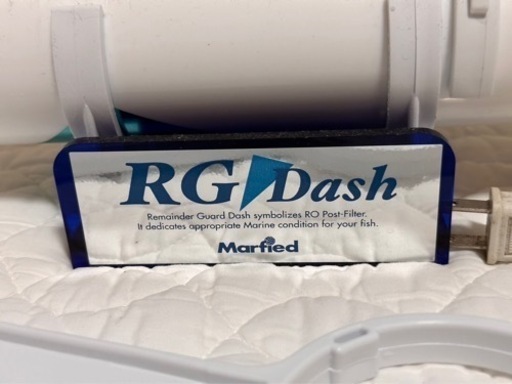 RG Dash
Remainder Guard Dash symbolizes RO Post-Filter.
It dedicates appropriate Marine condition for your fish.
Marfied